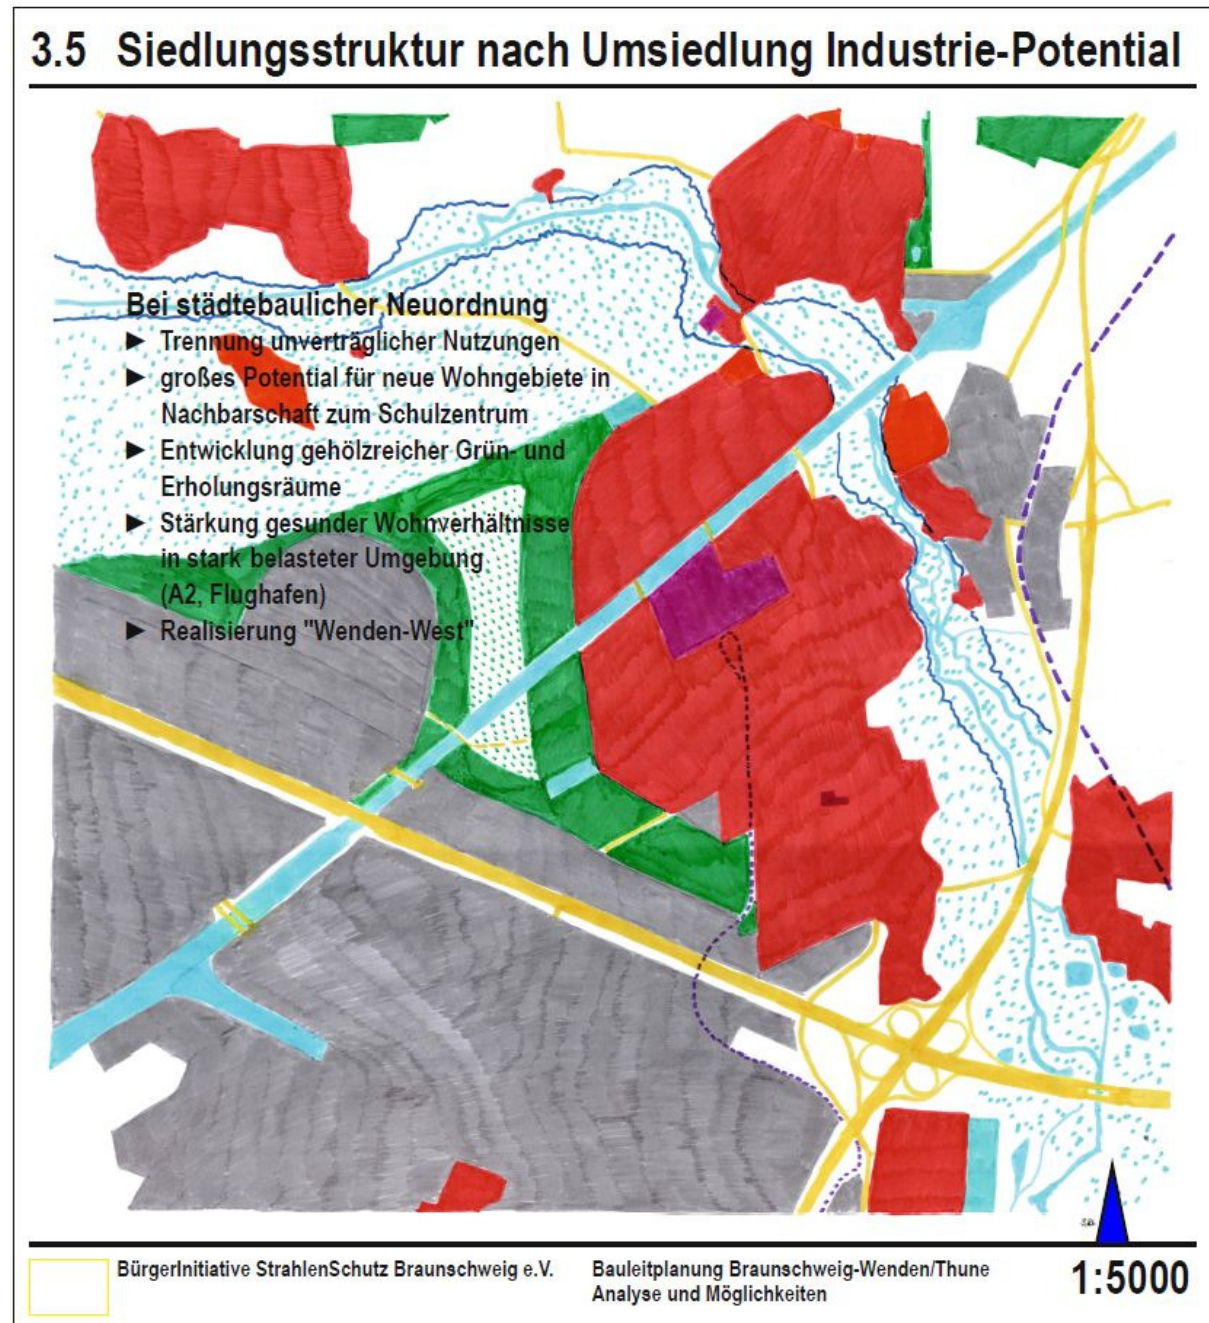 3.5 Siedlungsstruktur nach Umsiedlung Industrie-Potential
Bei städtebaulicher Neuordnung
► Trennung unverträglicher Nutzungen
► großes Potential für neue Wohngebiete in
Nachbarschaft zum Schulzentrum
► Entwicklung gehölzreicher Grün- und
Erholungsräume
► Stärkung gesunder Wohnverhältnisse
in stark belasteter Umgebung
(A2, Flughafen)
► Realisierung "Wenden-West"
BürgerInitiative StrahlenSchutz Braunschweig e.V.
Bauleitplanung Braunschweig-Wenden/Thune
Analyse und Möglichkeiten
1:5000